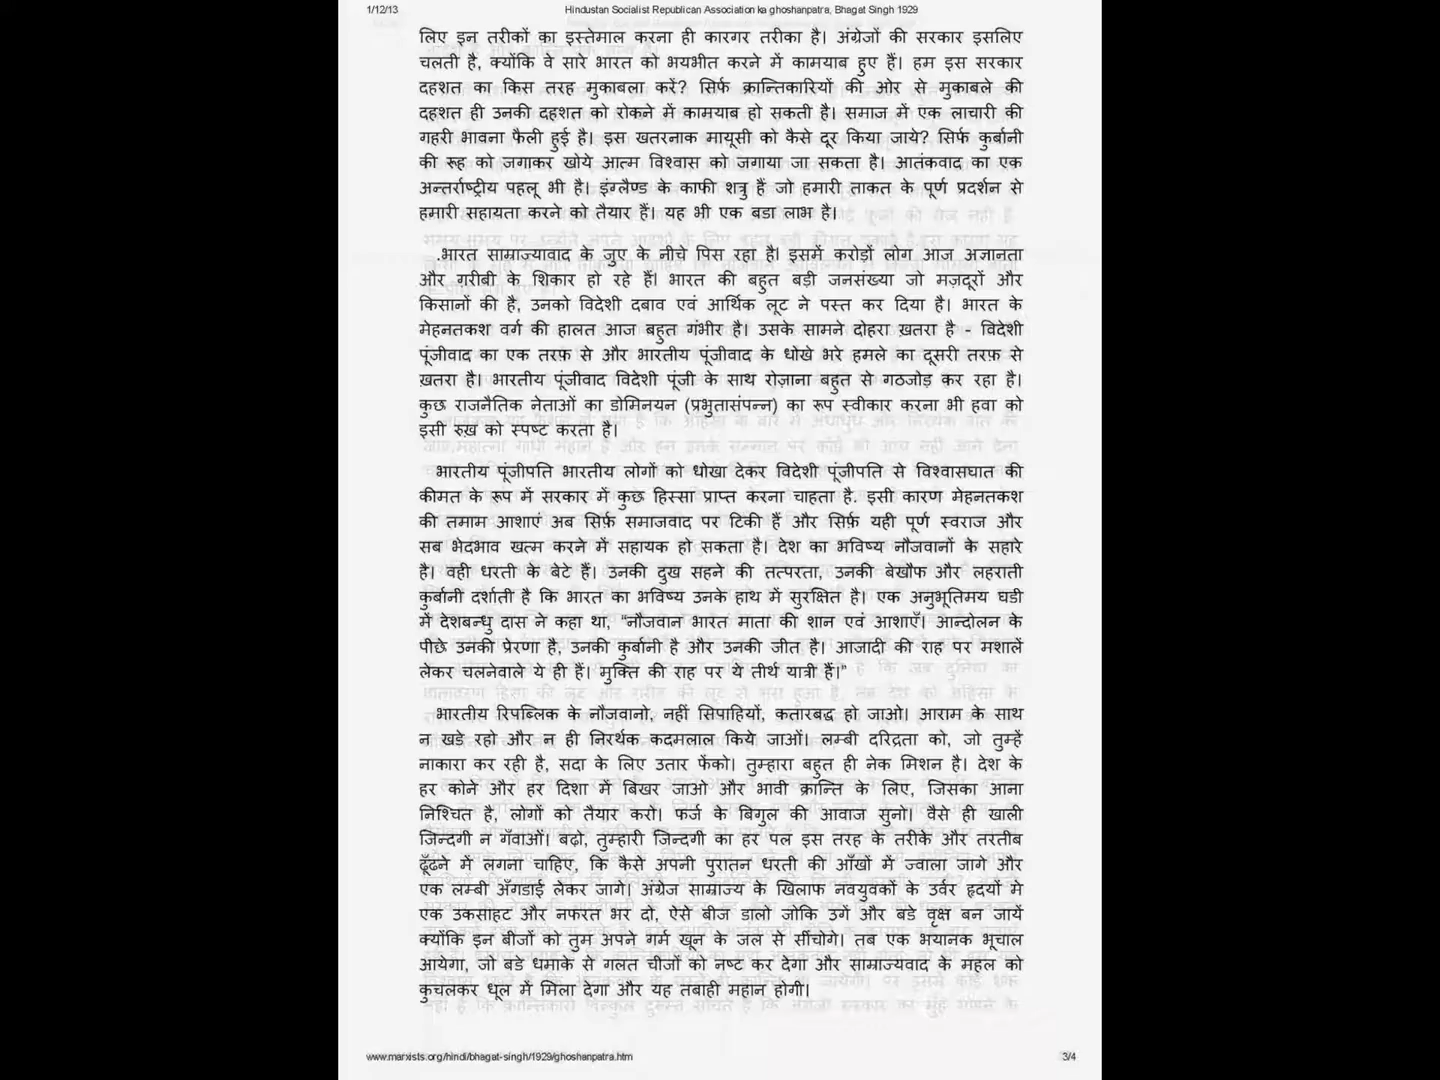 1/12/13 Hindustan Socialist Republican Association ka ghoshanpatra, Bhagat Singh 1929
लिए इन तरीकों का इस्तेमाल करना ही कारगर तरीका है। अंग्रेजों की सरकार इसलिए
चलती है, क्योंकि वे सारे भारत को भयभीत करने में कामयाब हुए हैं। हम इस सरकार
दहशत का किस तरह मुकाबला करें? सिर्फ क्रान्तिकारियों की ओर से मुकाबले की
दहशत ही उनकी दहशत को रोकने में कामयाब हो सकती है। समाज में एक लाचारी की
गहरी भावना फैली हुई है। इस खतरनाक मायूसी को कैसे दूर किया जाये? सिर्फ कुर्बानी
की रूह को जगाकर खोये आत्म विश्वास को जगाया जा सकता है। आतंकवाद का एक
अन्तर्राष्ट्रीय पहलू भी है। इंग्लैण्ड के काफी शत्रु हैं जो हमारी ताकत के पूर्ण प्रदर्शन से
हमारी सहायता करने को तैयार हैं। यह भी एक बडा लाभ है।
.भारत साम्राज्यावाद के जुए के नीचे पिस रहा है। इसमें करोड़ों लोग आज अज्ञानता
और ग़रीबी के शिकार हो रहे हैं। भारत की बहुत बड़ी जनसंख्या जो मज़दूरों और
किसानों की है, उनको विदेशी दबाव एवं आर्थिक लूट ने पस्त कर दिया है। भारत के
मेहनतकश वर्ग की हालत आज बहुत गंभीर है। उसके सामने दोहरा ख़तरा है - विदेशी
पूंजीवाद का एक तरफ़ से और भारतीय पूंजीवाद के धोखे भरे हमले का दूसरी तरफ़ से
ख़तरा है। भारतीय पूंजीवाद विदेशी पूंजी के साथ रोज़ाना बहुत से गठजोड़ कर रहा है।
कुछ राजनैतिक नेताओं का डोमिनयन (प्रभुतासंपन्न) का रूप स्वीकार करना भी हवा को
इसी रुख़ को स्पष्ट करता है।
भारतीय पूंजीपति भारतीय लोगों को धोखा देकर विदेशी पूंजीपति से विश्वासघात की
कीमत के रूप में सरकार में कुछ हिस्सा प्राप्त करना चाहता है. इसी कारण मेहनतकश
की तमाम आशाएं अब सिर्फ़ समाजवाद पर टिकी हैं और सिर्फ़ यही पूर्ण स्वराज और
सब भेदभाव खत्म करने में सहायक हो सकता है। देश का भविष्य नौजवानों के सहारे
है। वही धरती के बेटे हैं। उनकी दुख सहने की तत्परता, उनकी बेखौफ और लहराती
कुर्बानी दर्शाती है कि भारत का भविष्य उनके हाथ में सुरक्षित है। एक अनुभूतिमय घडी
में देशबन्धु दास ने कहा था, “नौजवान भारत माता की शान एवं आशाएँ। आन्दोलन के
पीछे उनकी प्रेरणा है, उनकी कुर्बानी है और उनकी जीत है। आजादी की राह पर मशालें
लेकर चलनेवाले ये ही हैं। मुक्ति की राह पर ये तीर्थ यात्री हैं।”
भारतीय रिपब्लिक के नौजवानो, नहीं सिपाहियों, कतारबद्ध हो जाओ। आराम के साथ
न खडे रहो और न ही निरर्थक कदमलाल किये जाओं। लम्बी दरिद्रता को, जो तुम्हें
नाकारा कर रही है, सदा के लिए उतार फेंको। तुम्हारा बहुत ही नेक मिशन है। देश के
हर कोने और हर दिशा में बिखर जाओ और भावी क्रान्ति के लिए, जिसका आना
निश्चित है, लोगों को तैयार करो। फर्ज के बिगुल की आवाज सुनो। वैसे ही खाली
जिन्दगी न गँवाओं। बढ़ो, तुम्हारी जिन्दगी का हर पल इस तरह के तरीके और तरतीब
ढूँढने में लगना चाहिए, कि कैसे अपनी पुरातन धरती की आँखों में ज्वाला जागे और
एक लम्बी अँगडाई लेकर जागे। अंग्रेज साम्राज्य के खिलाफ नवयुवकों के उर्वर हृदयों मे
एक उकसाहट और नफरत भर दो, ऐसे बीज डालो जोकि उगें और बडे वृक्ष बन जायें
क्योंकि इन बीजों को तुम अपने गर्म खून के जल से सींचोगे। तब एक भयानक भूचाल
आयेगा, जो बडे धमाके से गलत चीजों को नष्ट कर देगा और साम्राज्यवाद के महल को
कुचलकर धूल में मिला देगा और यह तबाही महान होगी।
www.marxists.org/hindi/bhagat-singh/1929/ghoshanpatra.htm 3/4